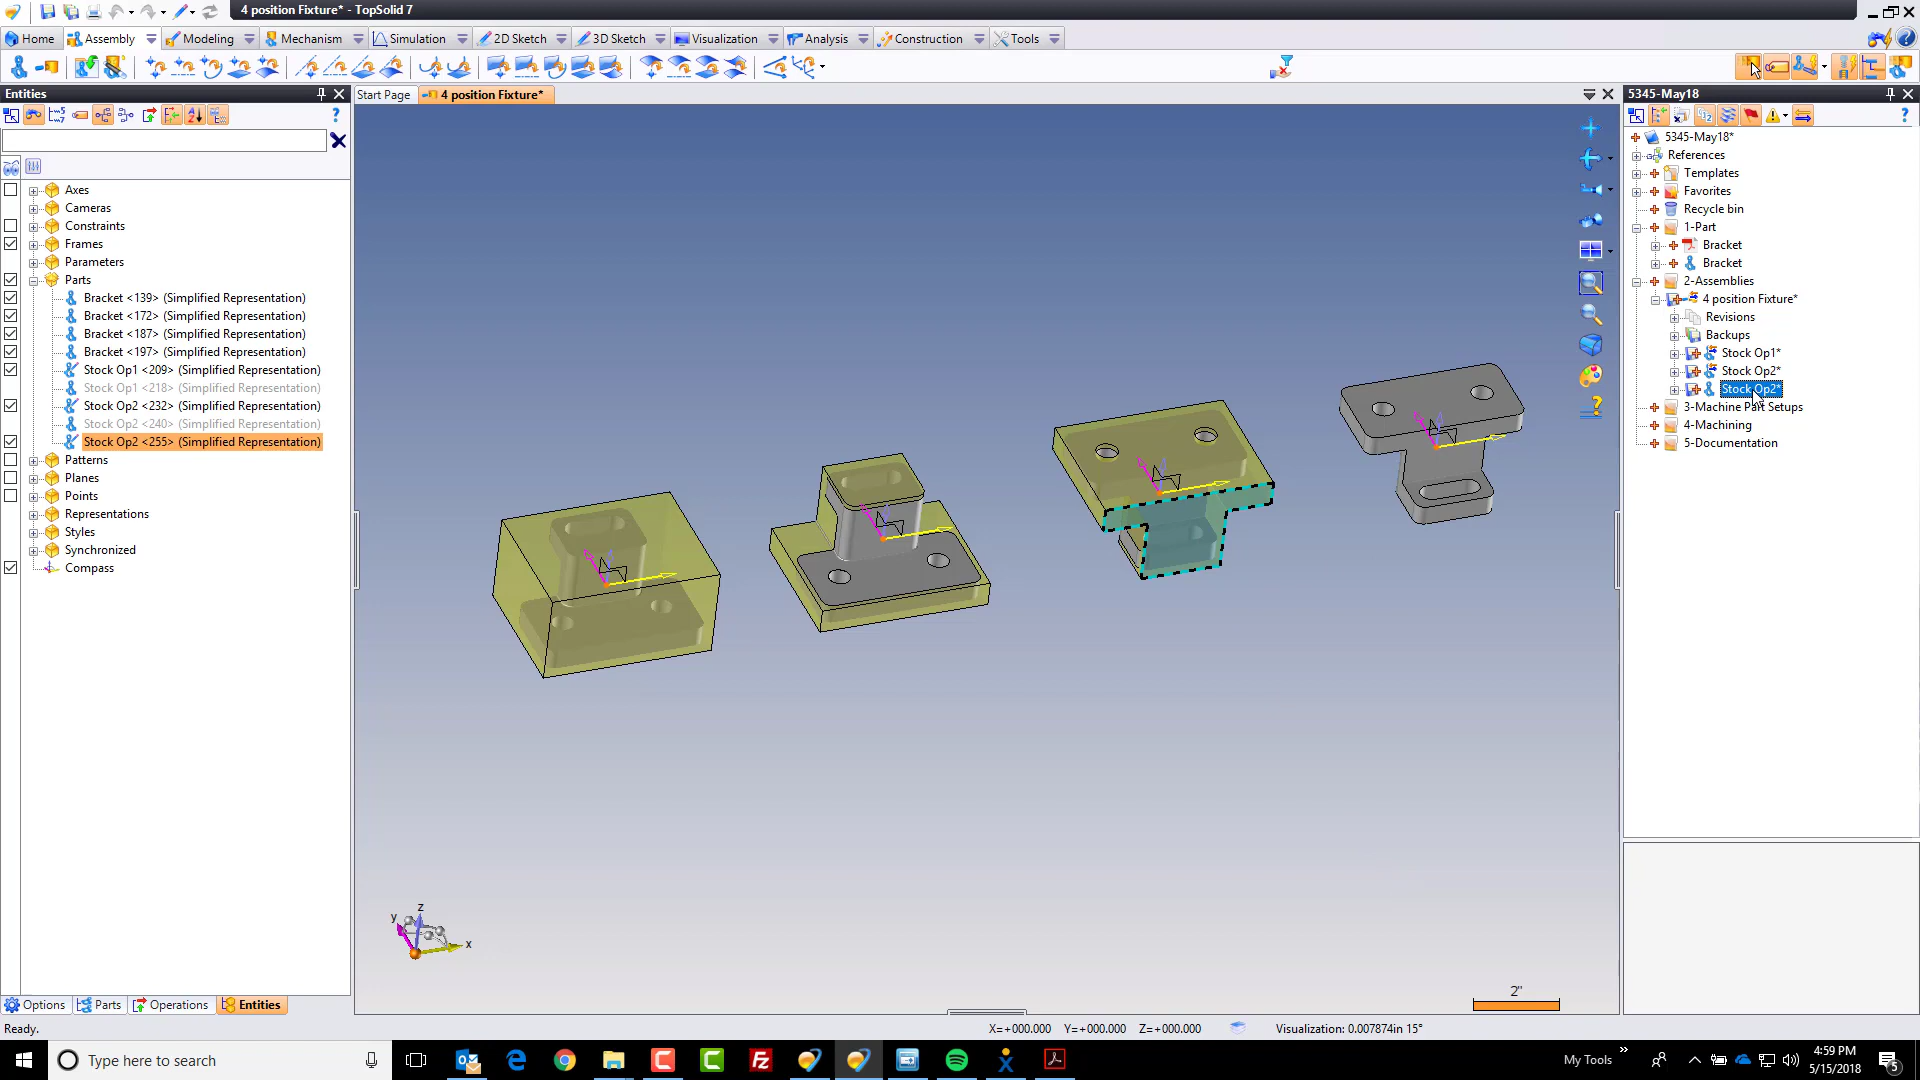 4 position Fixture* - TopSolid 7
Home
Assembly
Modeling
Mechanism
Simulation
2D Sketch
3D Sketch
Visualization
Analysis
Construction
Tools
Entities
Start Page
4 position Fixture*
5345-May18
Axes
Cameras
Constraints
Frames
Parameters
Parts
Bracket <139> (Simplified Representation)
Bracket <172> (Simplified Representation)
Bracket <187> (Simplified Representation)
Bracket <197> (Simplified Representation)
Stock Op1 <209> (Simplified Representation)
Stock Op1 <218> (Simplified Representation)
Stock Op2 <232> (Simplified Representation)
Stock Op2 <240> (Simplified Representation)
Stock Op2 <255> (Simplified Representation)
Patterns
Planes
Points
Representations
Styles
Synchronized
Compass
5345-May18*
References
Templates
Favorites
Recycle bin
1-Part
Bracket
Bracket
2-Assemblies
4 position Fixture*
Revisions
Backups
Stock Op1*
Stock Op2*
Stock Op2*
3-Machine Part Setups
4-Machining
5-Documentation
z
y
x
2"
Options
Parts
Operations
Entities
Ready.
X=+000.000 Y=+000.000 Z=+000.000
Visualization: 0.007874in 15°
Type here to search
My Tools
4:59 PM
5/15/2018
5